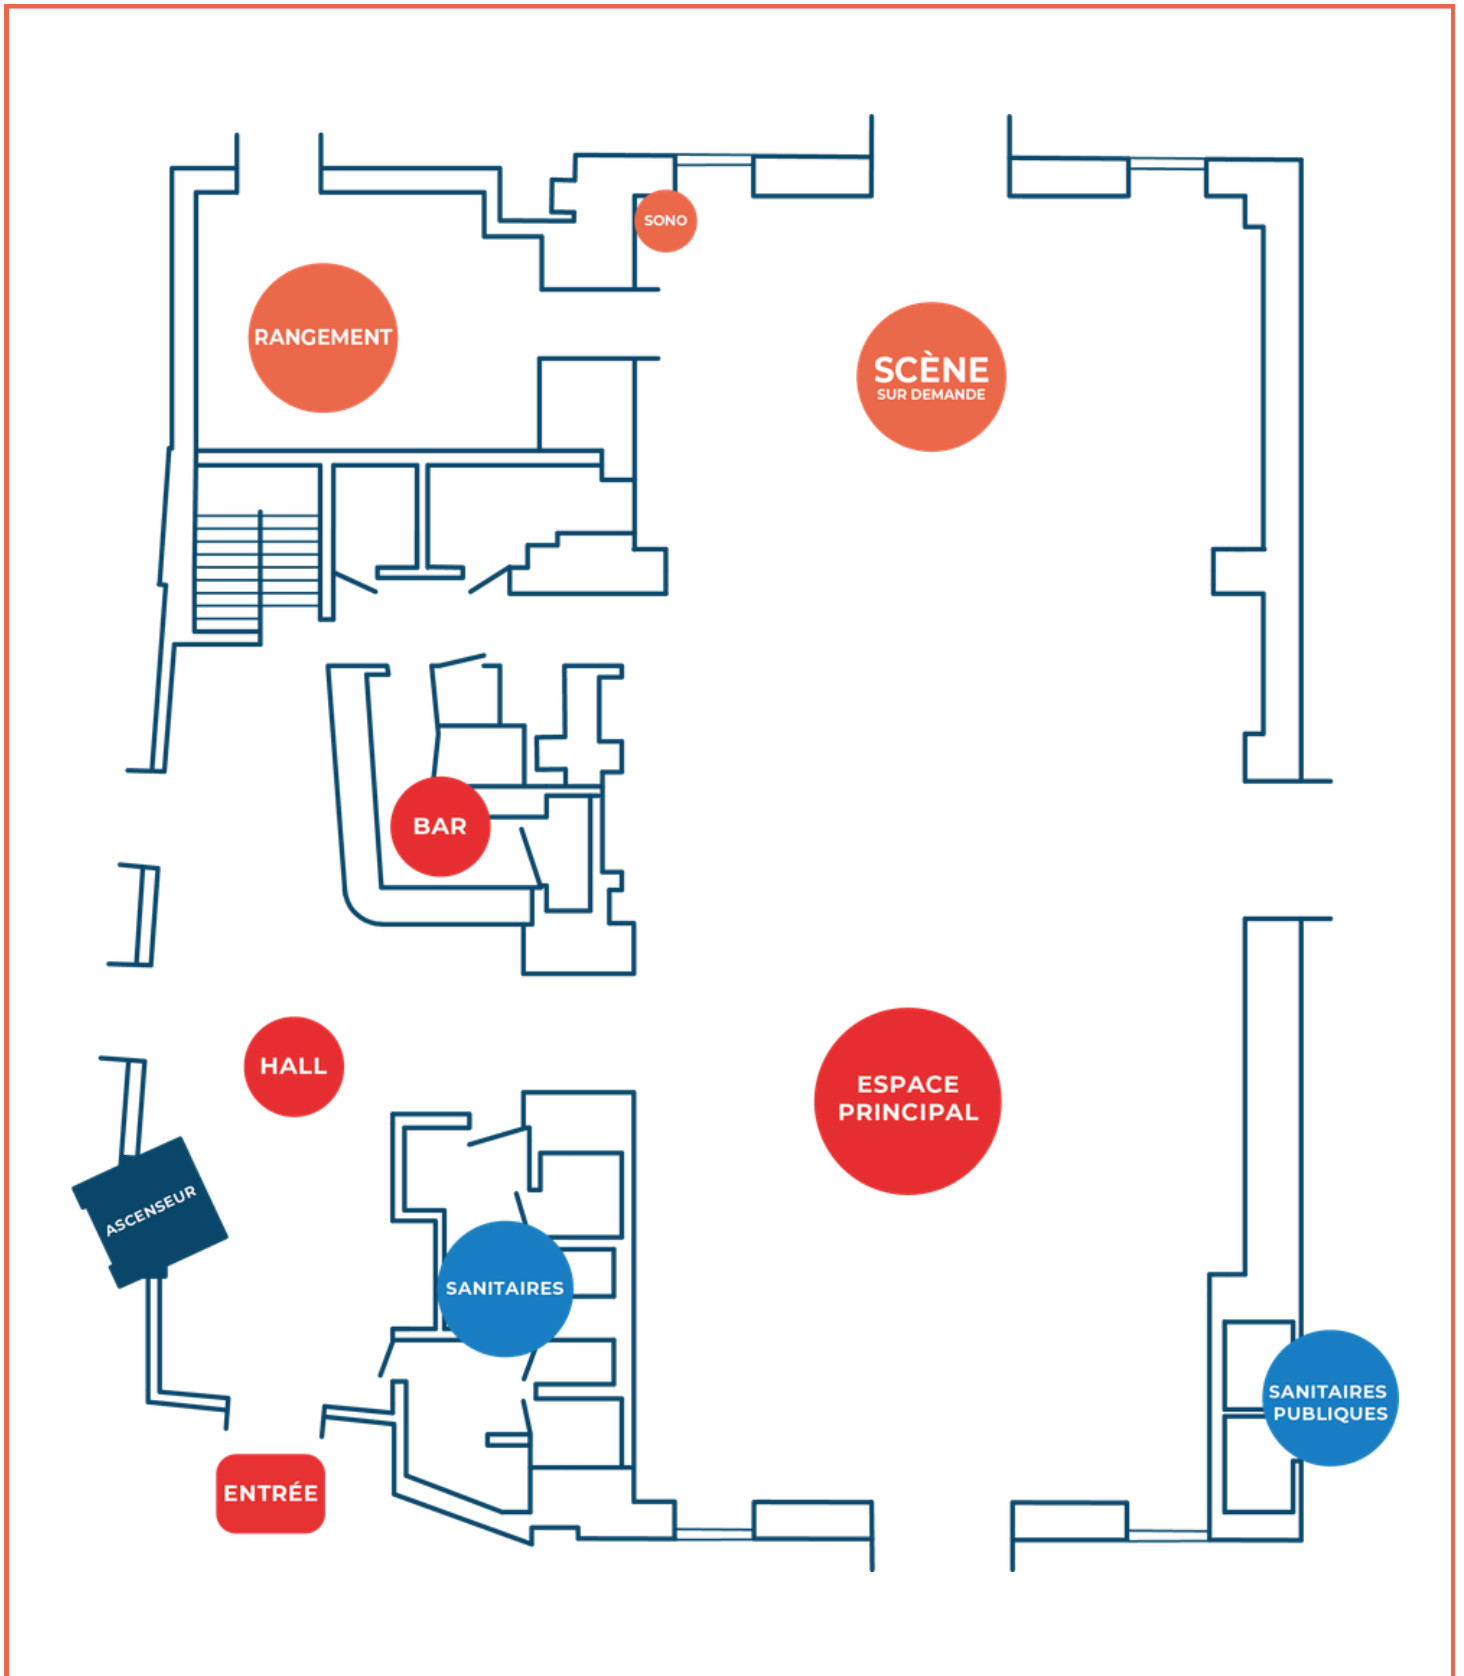 SONO
RANGEMENT
SCÈNE
SUR DEMANDE
BAR
HALL
ESPACE
PRINCIPAL
ASCENSEUR
SANITAIRES
SANITAIRES
PUBLIQUES
ENTRÉE